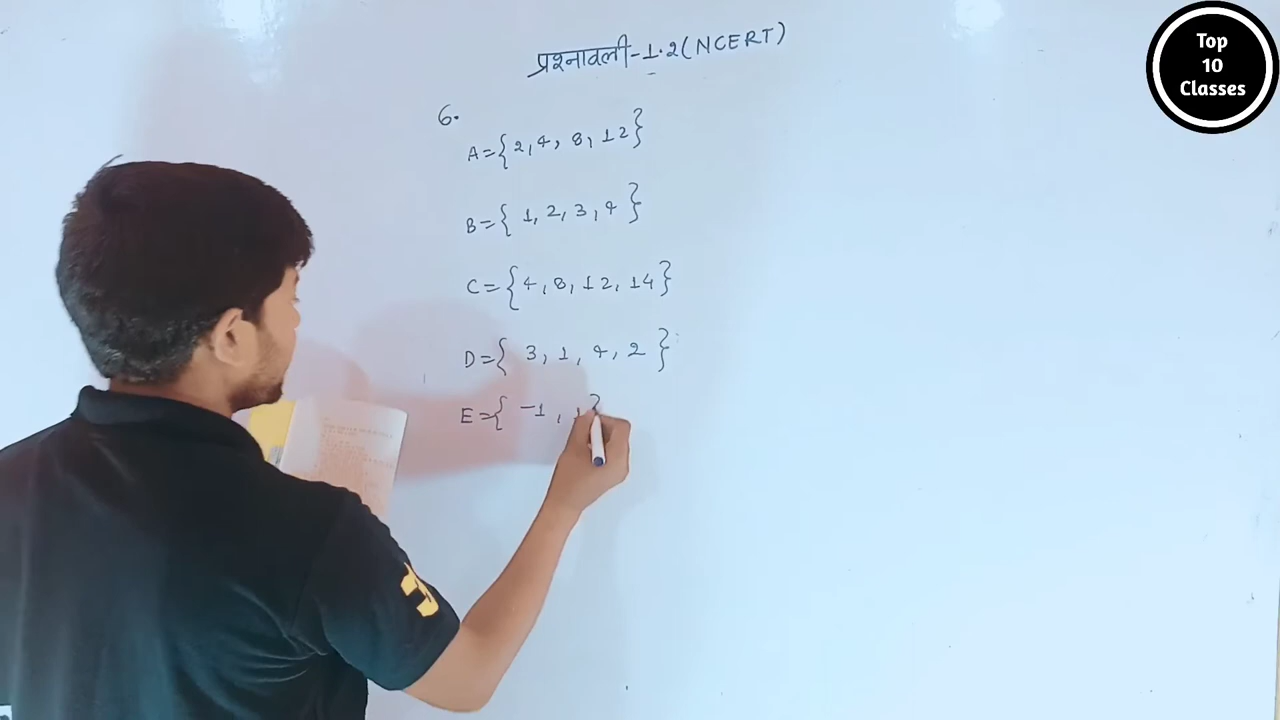 प्रश्नावली-1.2(NCERT)
Top
10
Classes
6.
A={2,4, 8, 12}
B={ 1, 2, 3, 4 }
C={4, 8, 12, 14}
D={ 3, 1, 4, 2 }
E={ -1, 1}